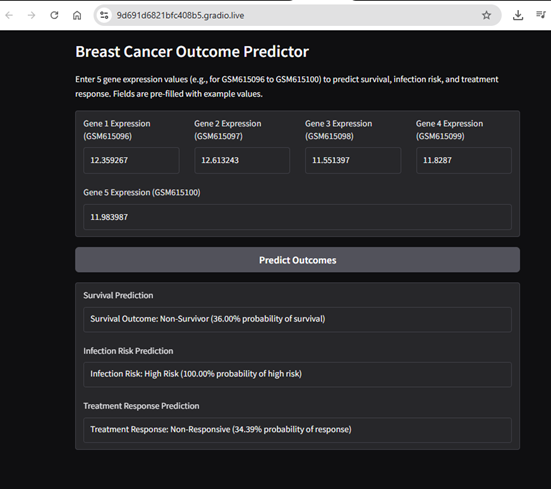 9d691d6821bfc408b5.gradio.live
Breast Cancer Outcome Predictor
Enter 5 gene expression values (e.g., for GSM615096 to GSM615100) to predict survival, infection risk, and treatment
response. Fields are pre-filled with example values.
Gene 1 Expression
(GSM615096)
12.359267
Gene 2 Expression
(GSM615097)
12.613243
Gene 3 Expression
(GSM615098)
11.551397
Gene 4 Expression
(GSM615099)
11.8287
Gene 5 Expression (GSM615100)
11.983987
Predict Outcomes
Survival Prediction
Survival Outcome: Non-Survivor (36.00% probability of survival)
Infection Risk Prediction
Infection Risk: High Risk (100.00% probability of high risk)
Treatment Response Prediction
Treatment Response: Non-Responsive (34.39% probability of response)